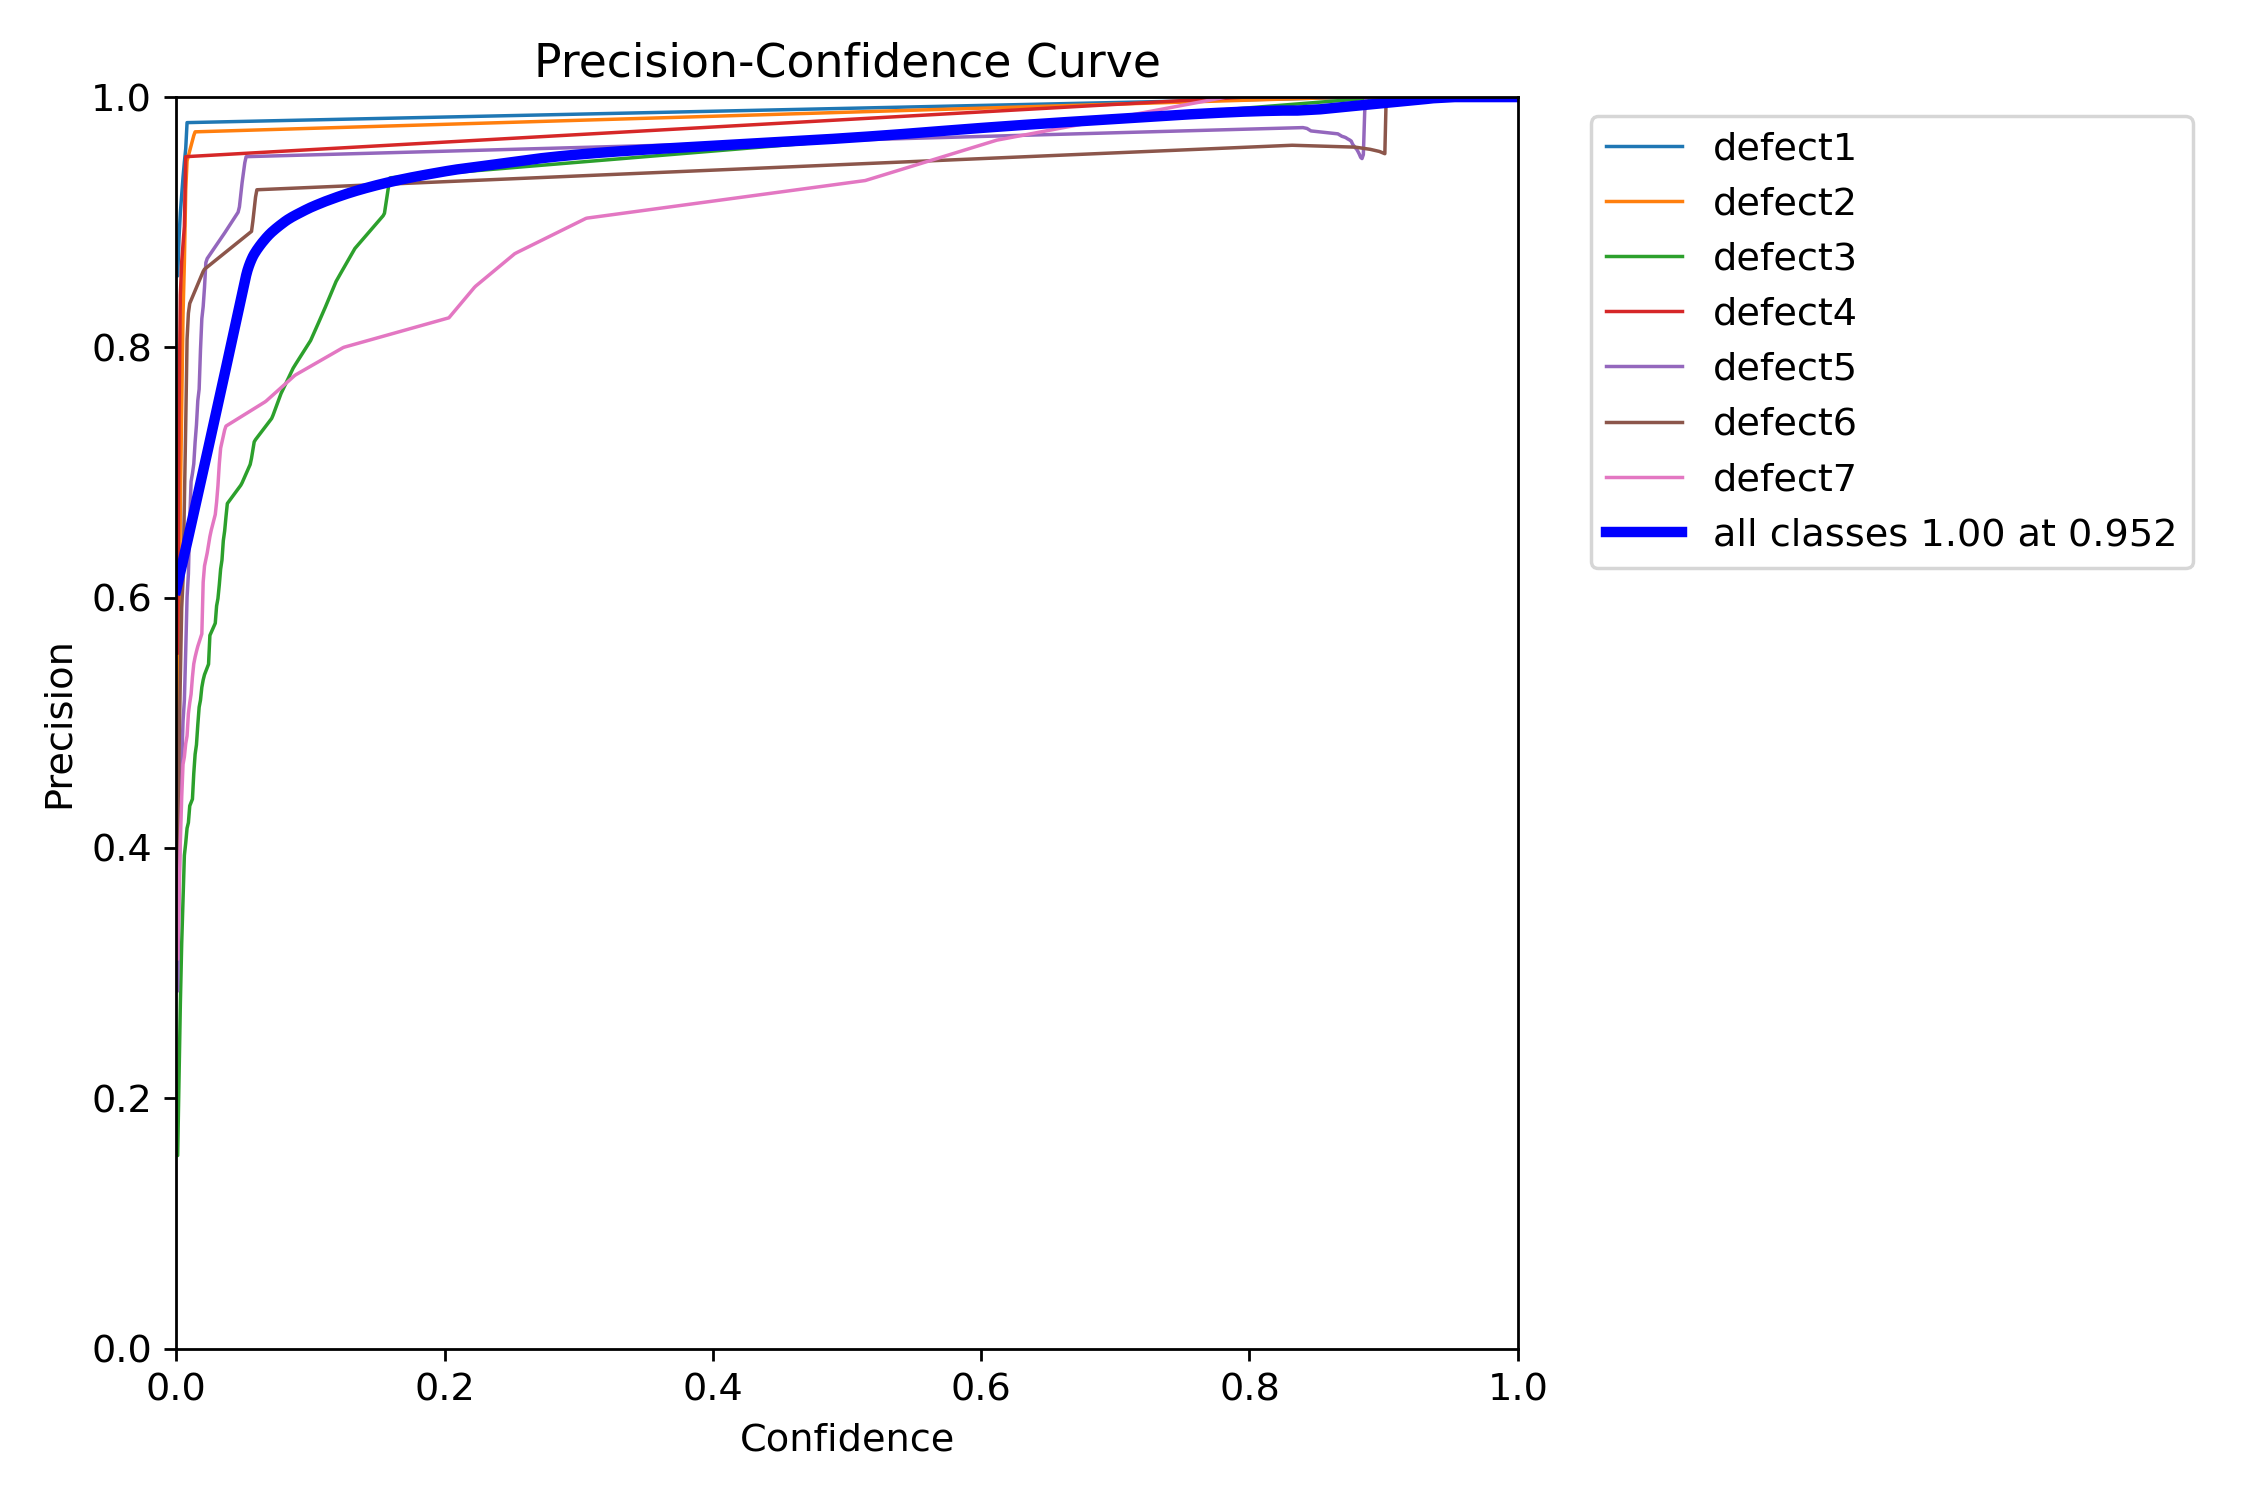 Precision-Confidence Curve
1.0
0.8
0.6
0.4
0.2
0.0
Precision
0.0 0.2 0.4 0.6 0.8 1.0
Confidence
defect1
defect2
defect3
defect4
defect5
defect6
defect7
all classes 1.00 at 0.952